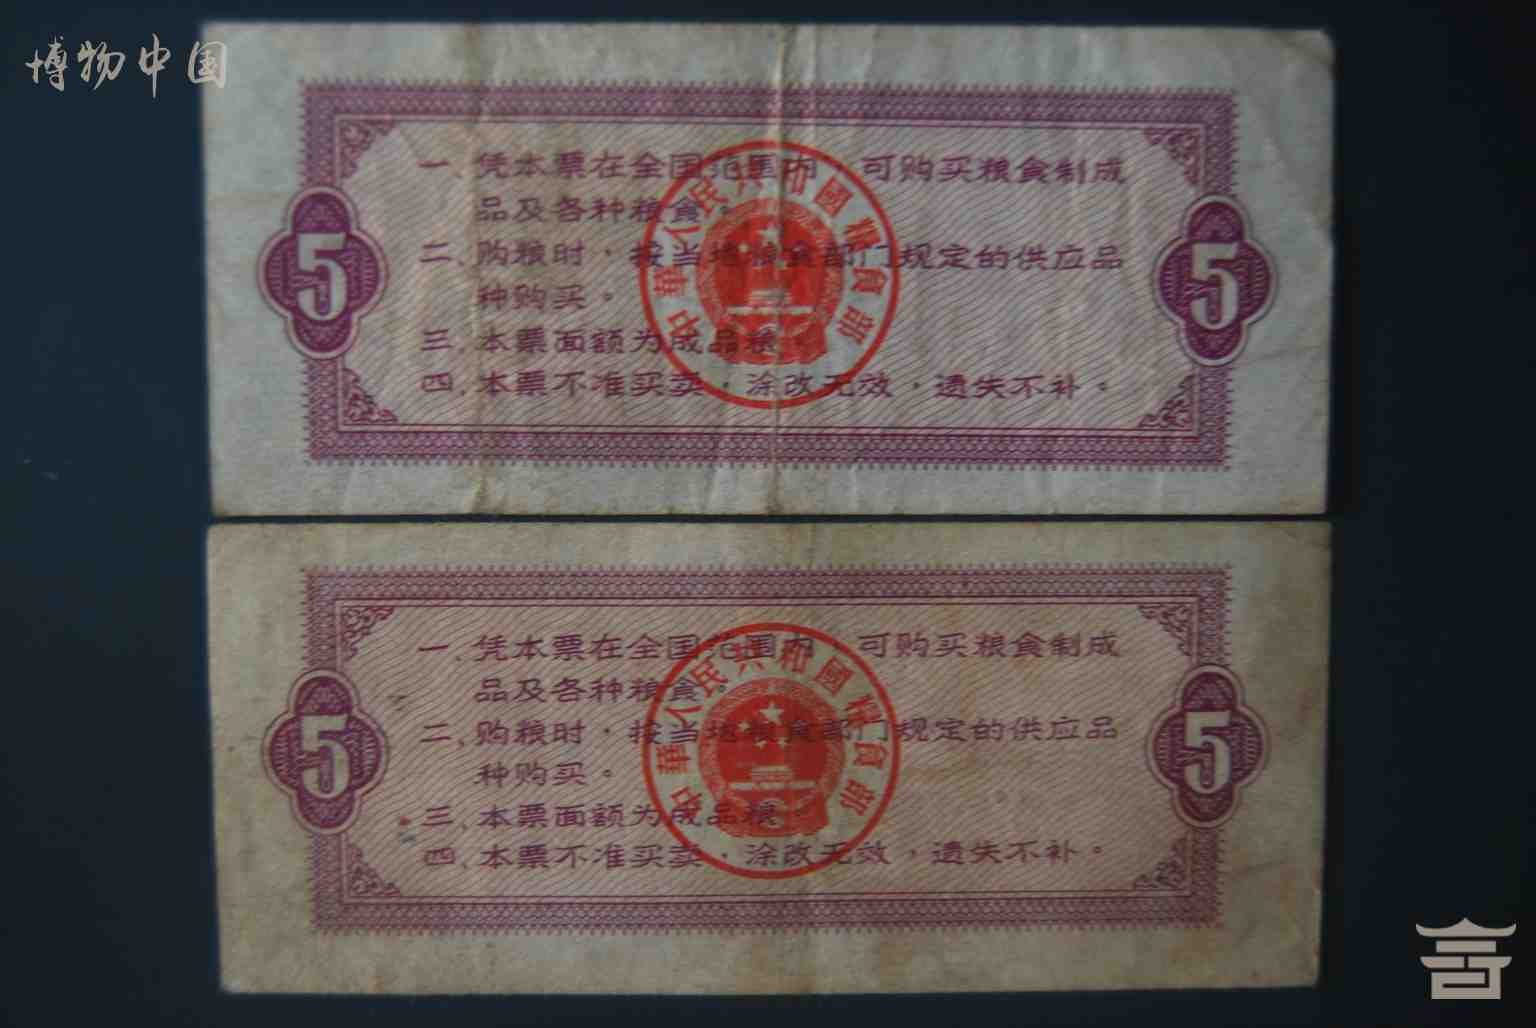 博物中国
一、凭本票在全国范围内，可购买粮食制成
品及各种粮食。
二、购粮时，按当地粮食部门规定的供应品
种购买。
三、本票面额为成品粮。
四、本票不准买卖，涂改无效，遗失不补。
中華人民共和國糧食部
5
5
一、凭本票在全国范围内，可购买粮食制成
品及各种粮食。
二、购粮时，按当地粮食部门规定的供应品
种购买。
三、本票面额为成品粮。
四、本票不准买卖，涂改无效，遗失不补。
中華人民共和國糧食部
5
5